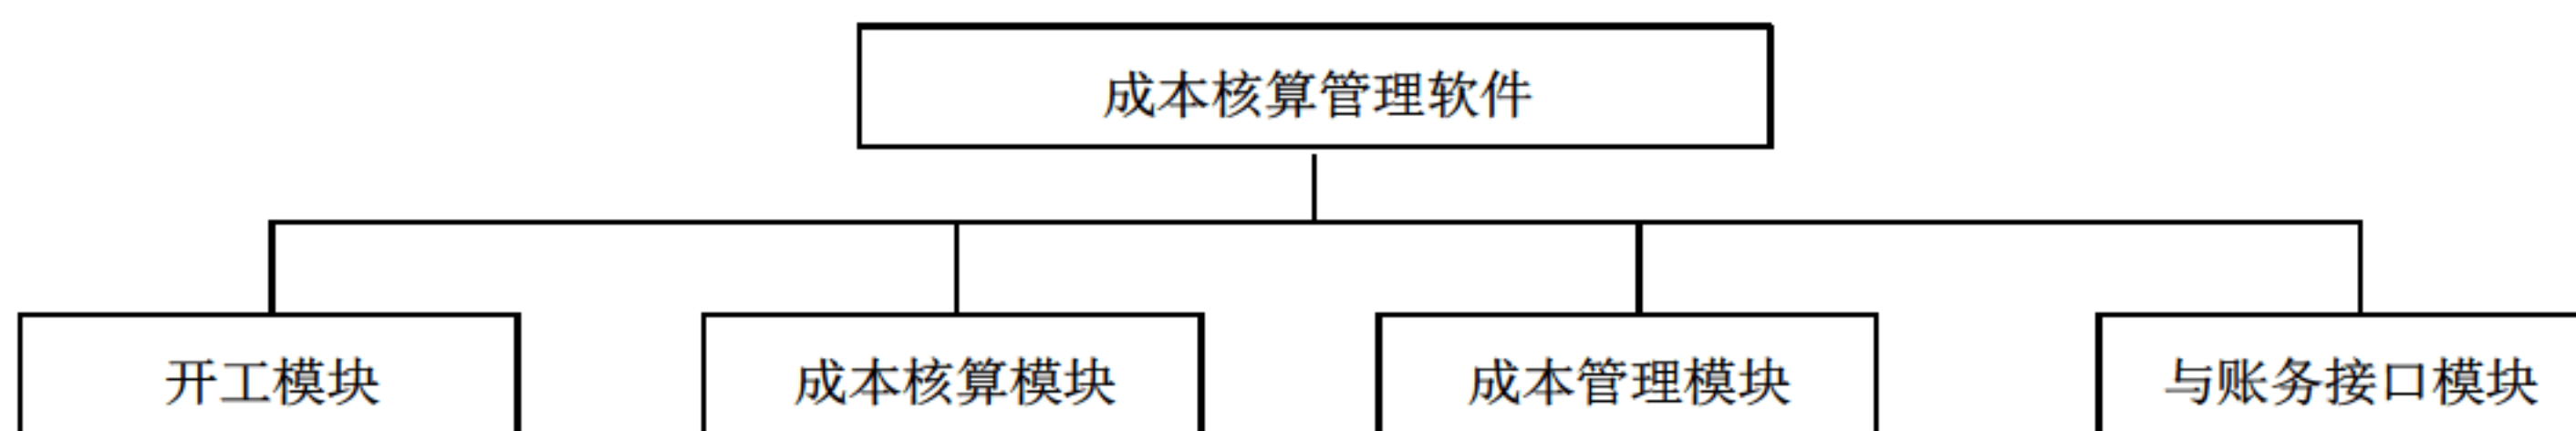 成本核算管理软件
开工模块
成本核算模块
成本管理模块
与账务接口模块